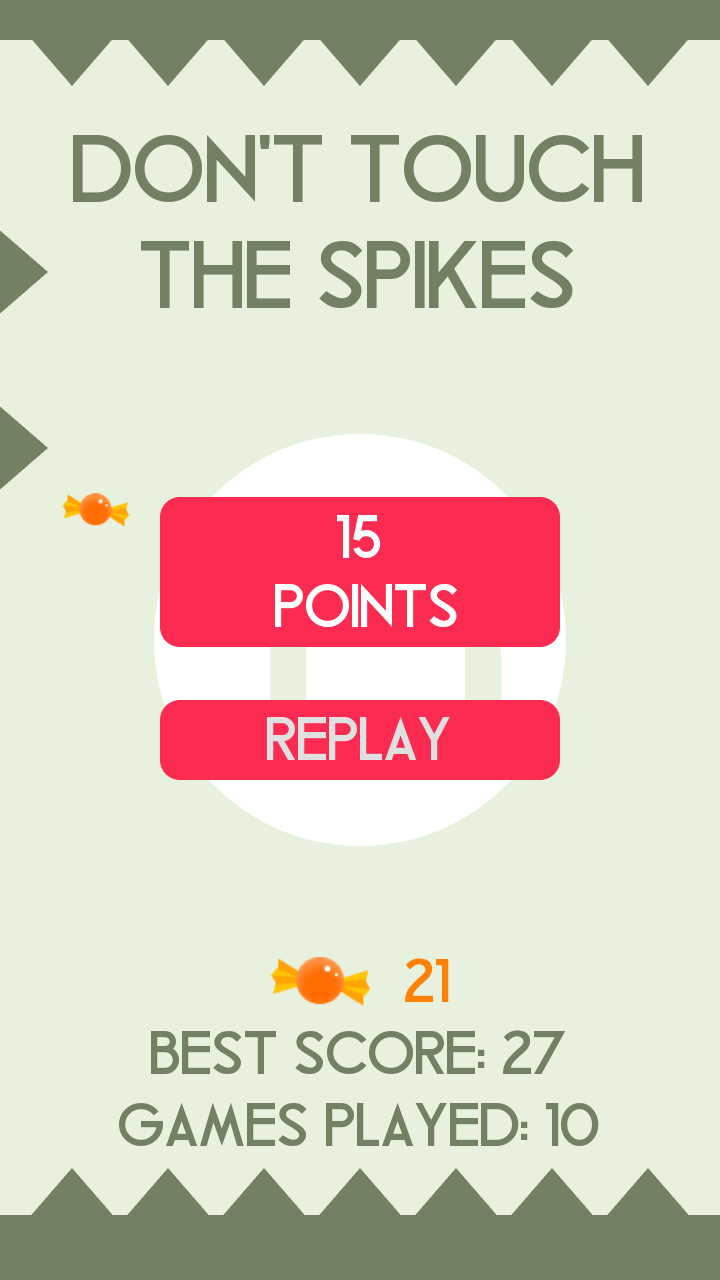 DON'T TOUCH
THE SPIKES
15
POINTS
REPLAY
21
BEST SCORE: 27
GAMES PLAYED: 10